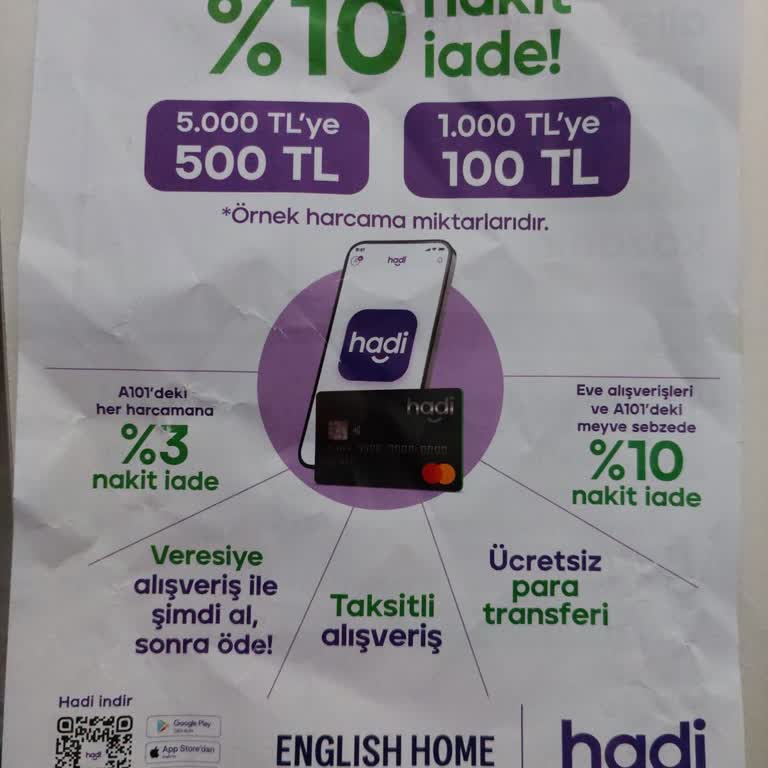 %10 nakit
iade!
5.000 TL'ye
500 TL
1.000 TL'ye
100 TL
*Örnek harcama miktarlarıdır.
hadi
hadi
hadi
A101'deki
her harcamana
%3
nakit iade
Eve alışverişleri
ve A101'deki
meyve sebzede
%10
nakit iade
Veresiye
alışveriş ile
şimdi al,
sonra öde!
Taksitli
alışveriş
Ücretsiz
para
transferi
Hadi indir
hadi
Google Play
App Store'dan
ENGLISH HOME
hadi